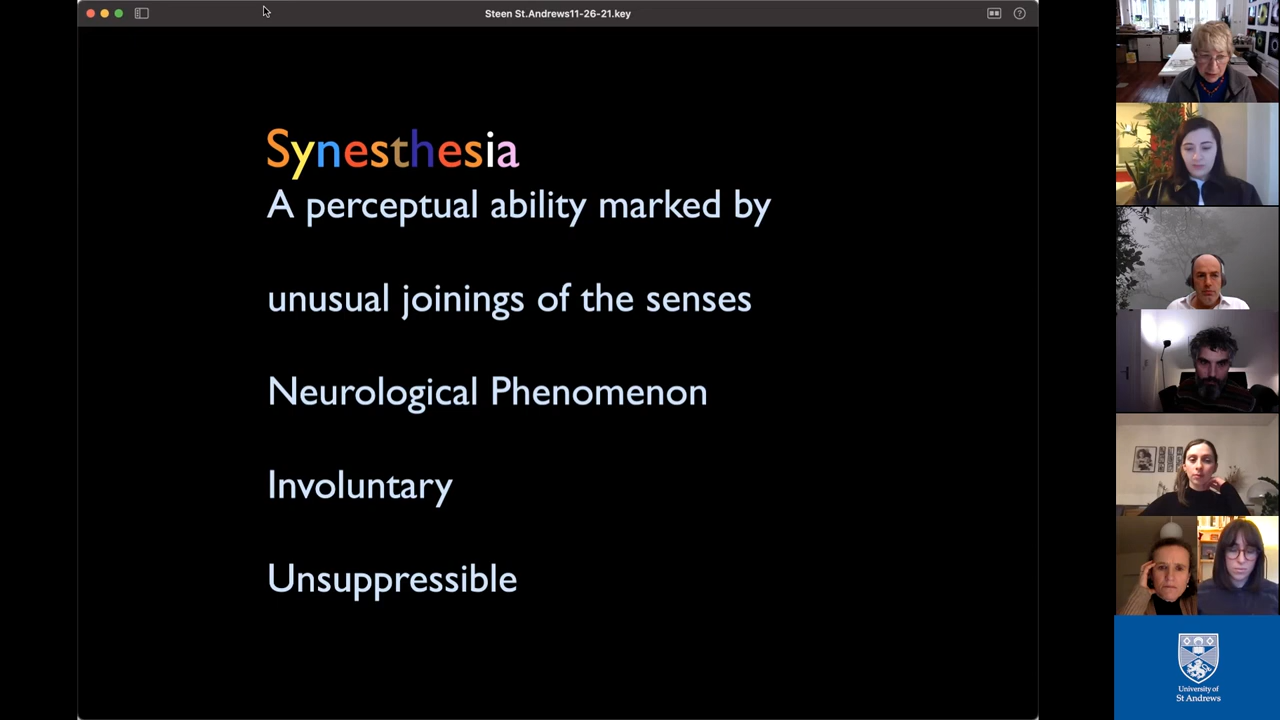 Steen St.Andrews11-26-21.key
Synesthesia
A perceptual ability marked by
unusual joinings of the senses
Neurological Phenomenon
Involuntary
Unsuppressible
University of
St Andrews